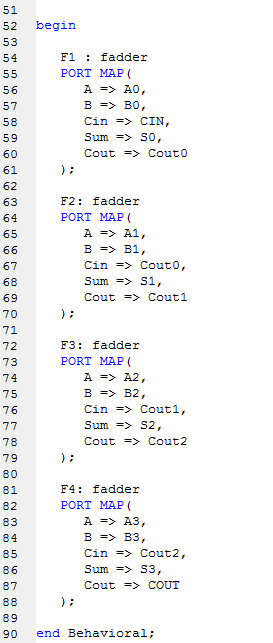 51
52 begin
53
54 F1 : fadder
55 PORT MAP(
56 A => A0,
57 B => B0,
58 Cin => CIN,
59 Sum => S0,
60 Cout => Cout0
61 );
62
63 F2: fadder
64 PORT MAP(
65 A => A1,
66 B => B1,
67 Cin => Cout0,
68 Sum => S1,
69 Cout => Cout1
70 );
71
72 F3: fadder
73 PORT MAP(
74 A => A2,
75 B => B2,
76 Cin => Cout1,
77 Sum => S2,
78 Cout => Cout2
79 );
80
81 F4: fadder
82 PORT MAP(
83 A => A3,
84 B => B3,
85 Cin => Cout2,
86 Sum => S3,
87 Cout => COUT
88 );
89
90 end Behavioral;